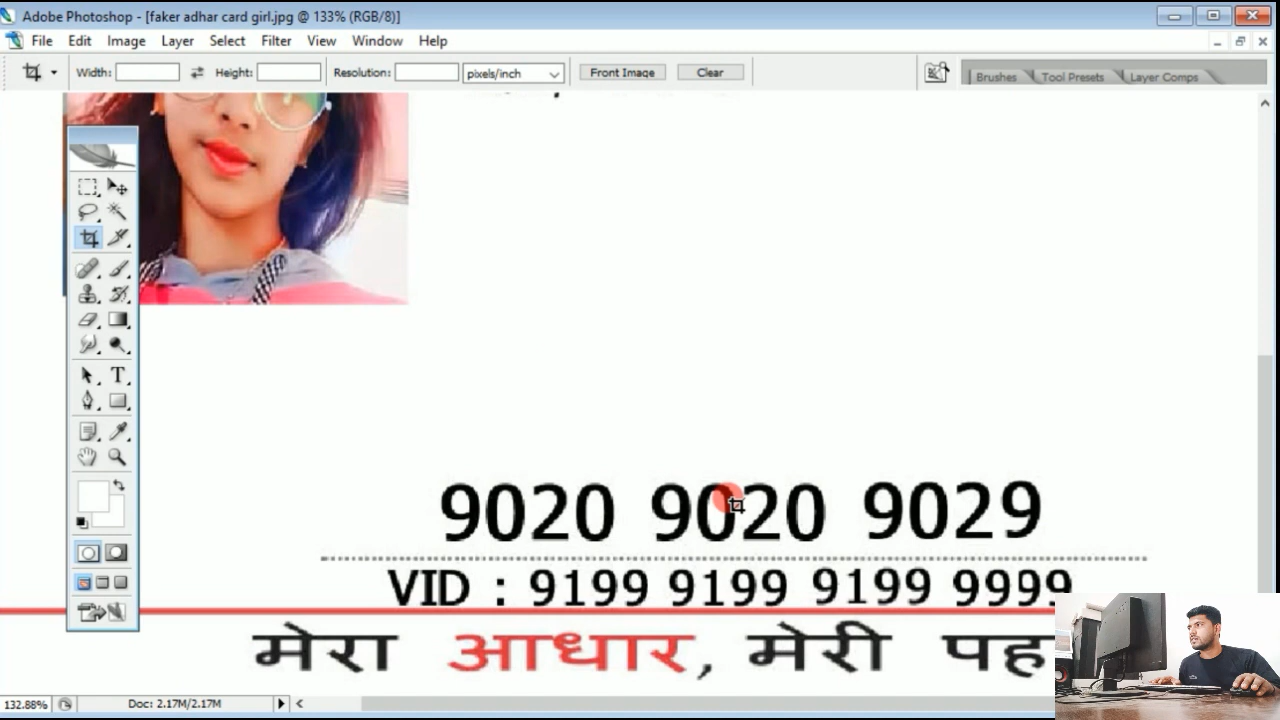 Adobe Photoshop - [faker adhar card girl.jpg @ 133% (RGB/8)]
File Edit Image Layer Select Filter View Window Help
Width: Height: Resolution: pixels/inch Front Image Clear Brushes Tool Presets Layer Comps
T
9020 9020 9029
VID : 9199 9199 9199 9999
मेरा आधार, मेरी पह
132.88% Doc: 2.17M/2.17M